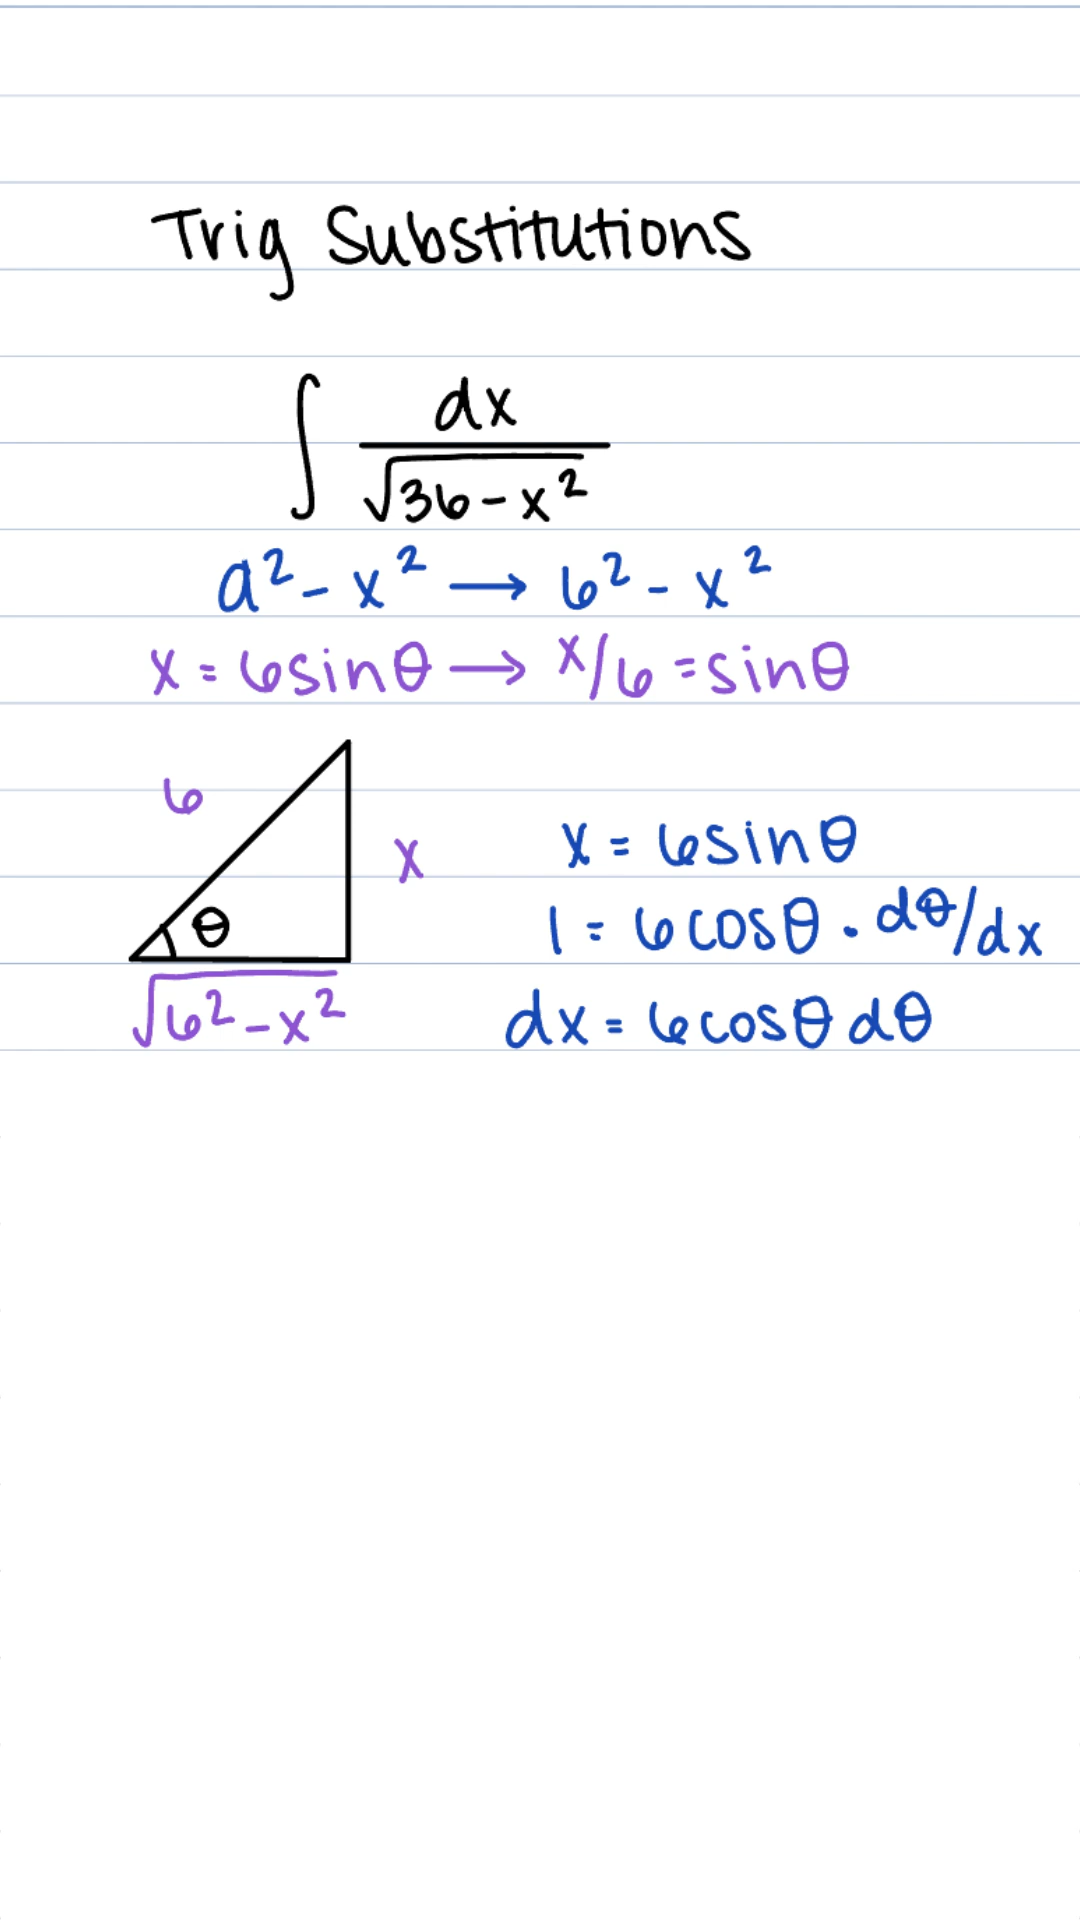 Trig Substitutions
∫ dx / √36-x²
a² - x² → 6² - x²
x = 6sinθ → x/6 = sinθ
6
x
θ
√6² - x²
x = 6sinθ
1 = 6cosθ · dθ/dx
dx = 6cosθ dθ